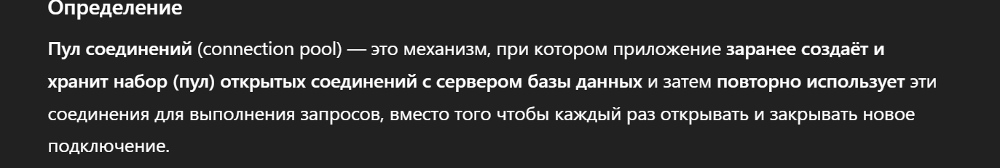 Определение
Пул соединений (connection pool) — это механизм, при котором приложение заранее создаёт и
хранит набор (пул) открытых соединений с сервером базы данных и затем повторно использует эти
соединения для выполнения запросов, вместо того чтобы каждый раз открывать и закрывать новое
подключение.